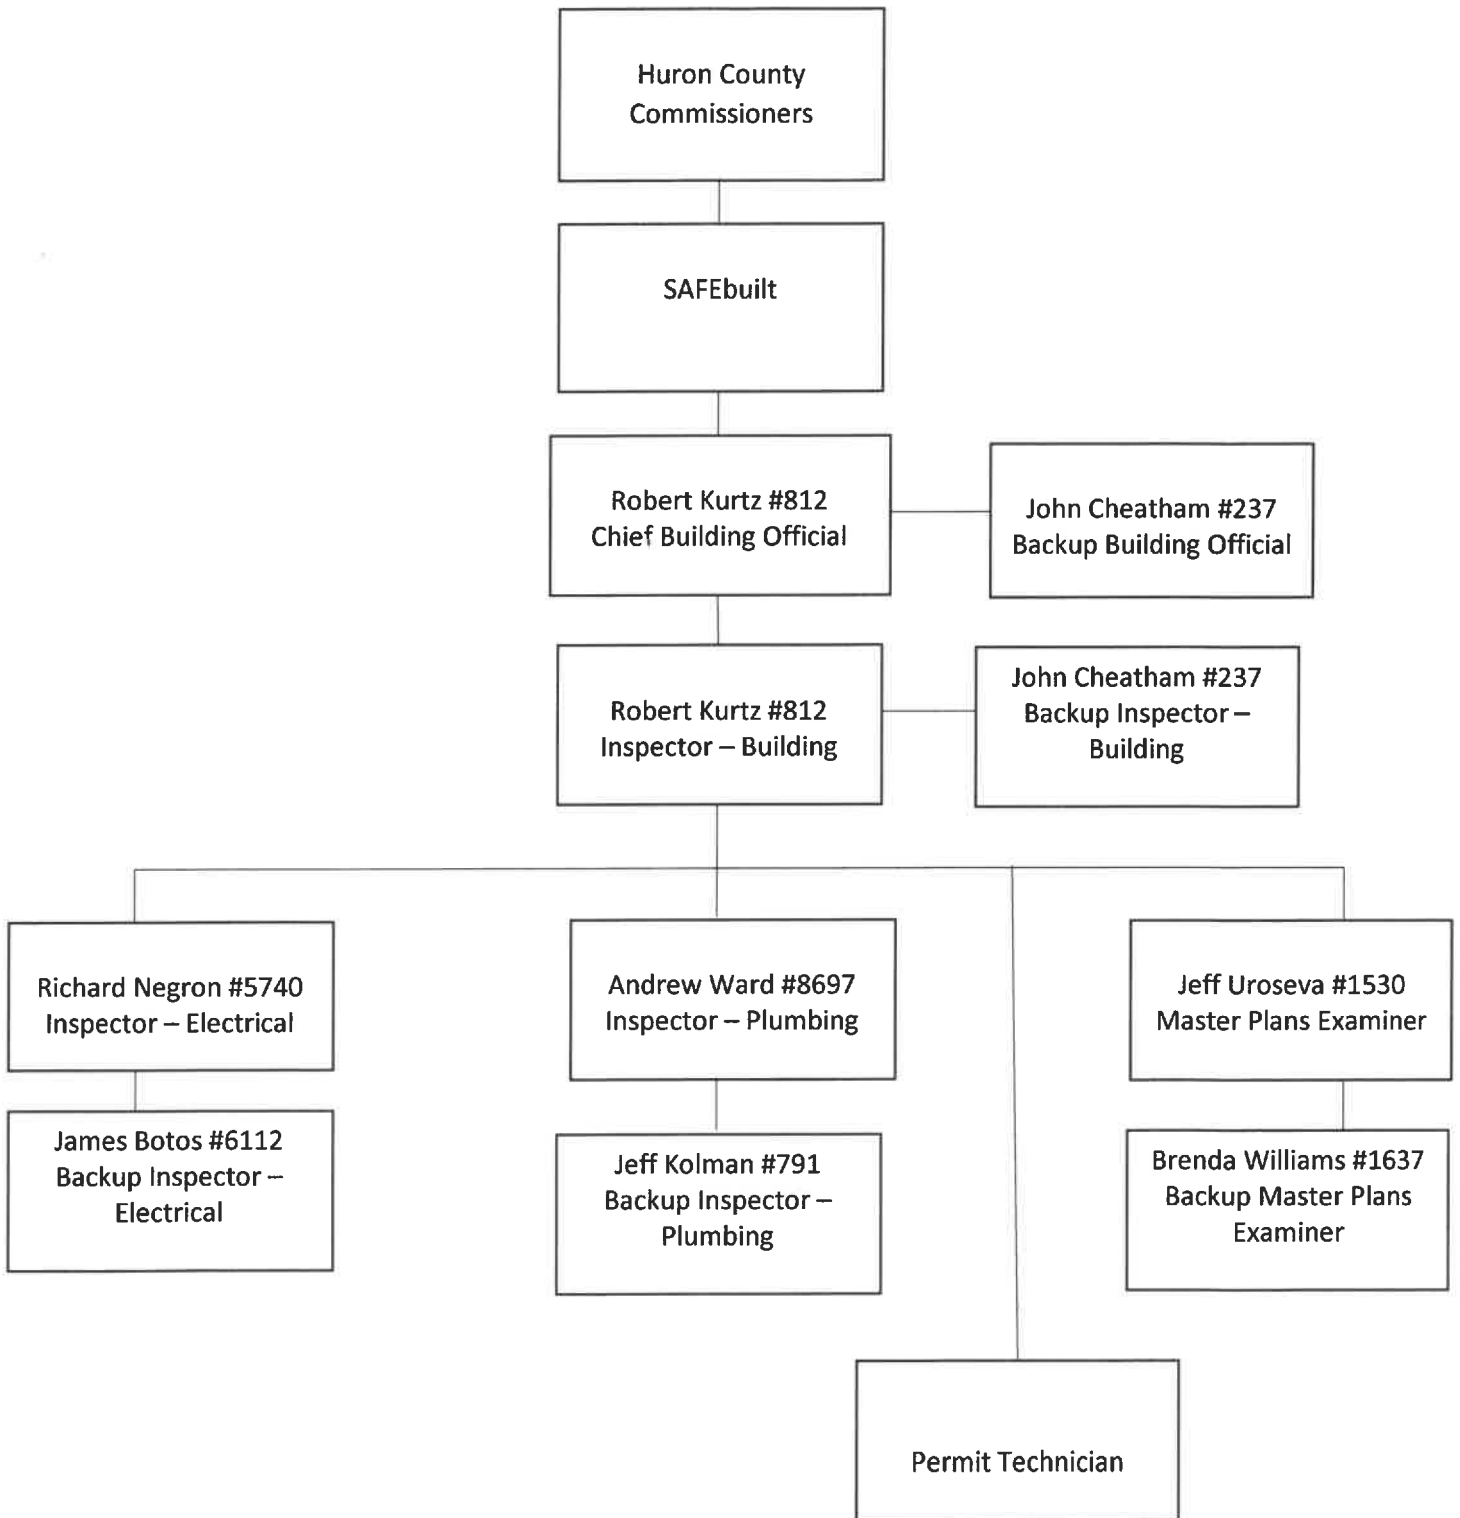 Huron County
Commissioners
SAFEbuilt
Robert Kurtz #812
Chief Building Official
John Cheatham #237
Backup Building Official
Robert Kurtz #812
Inspector – Building
John Cheatham #237
Backup Inspector –
Building
Richard Negron #5740
Inspector – Electrical
Andrew Ward #8697
Inspector – Plumbing
Jeff Uroseva #1530
Master Plans Examiner
James Botos #6112
Backup Inspector –
Electrical
Jeff Kolman #791
Backup Inspector –
Plumbing
Brenda Williams #1637
Backup Master Plans
Examiner
Permit Technician